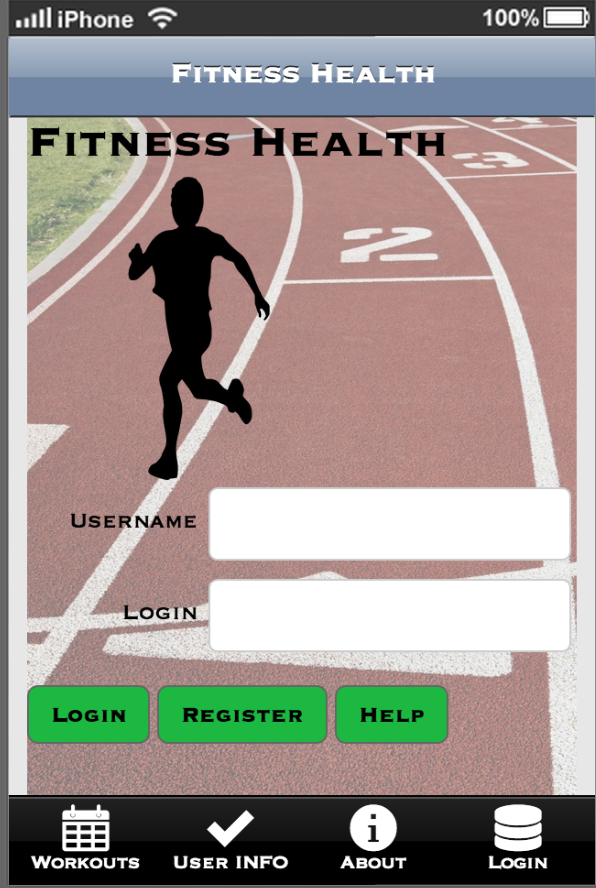 iPhone 100%
Fitness Health
Fitness Health
3
2
Username
Login
Login Register Help
Workouts User INFO About Login